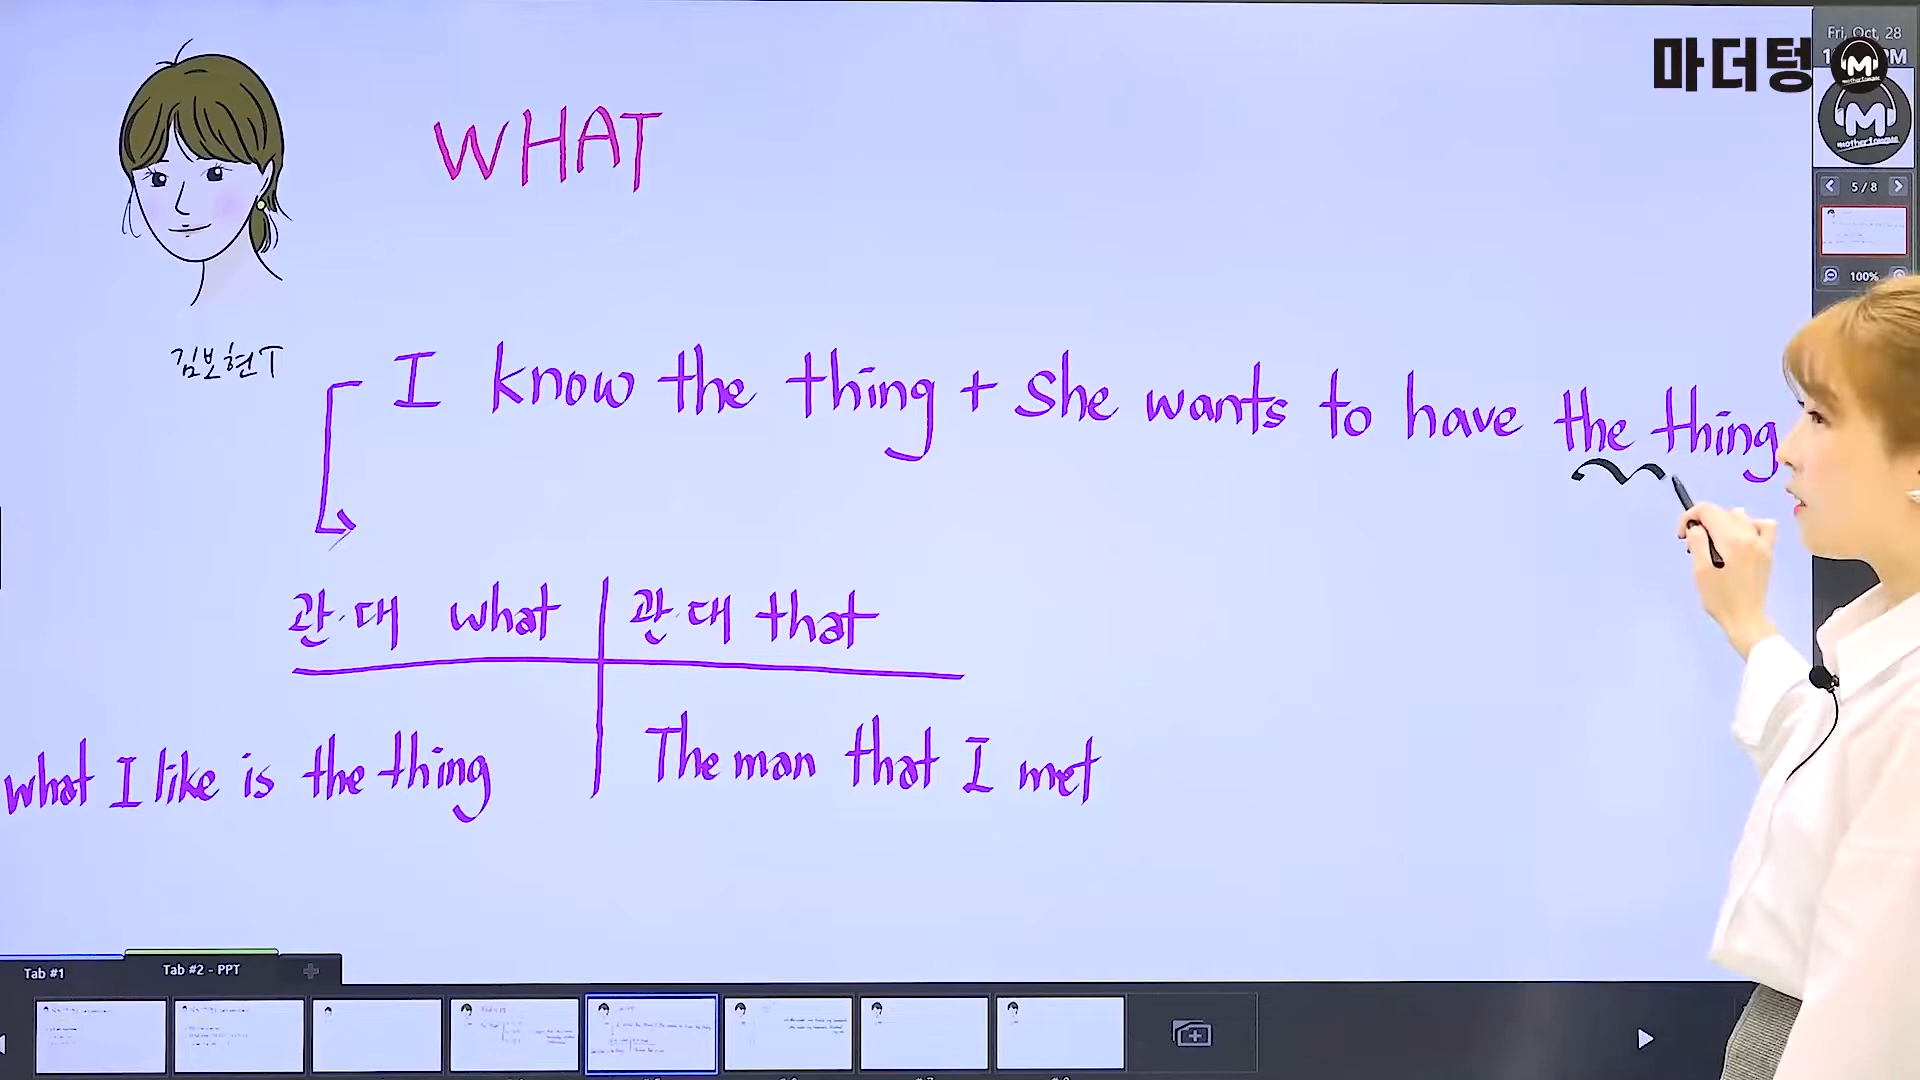 마더텅
Fri, Oct, 28
M
mothertongue
M
mothertongue
5 / 8
100%
WHAT
김보현T
I know the thing + she wants to have the thing
관·대 what
관·대 that
what I like is the thing
The man that I met
Tab #1
Tab #2 - PPT